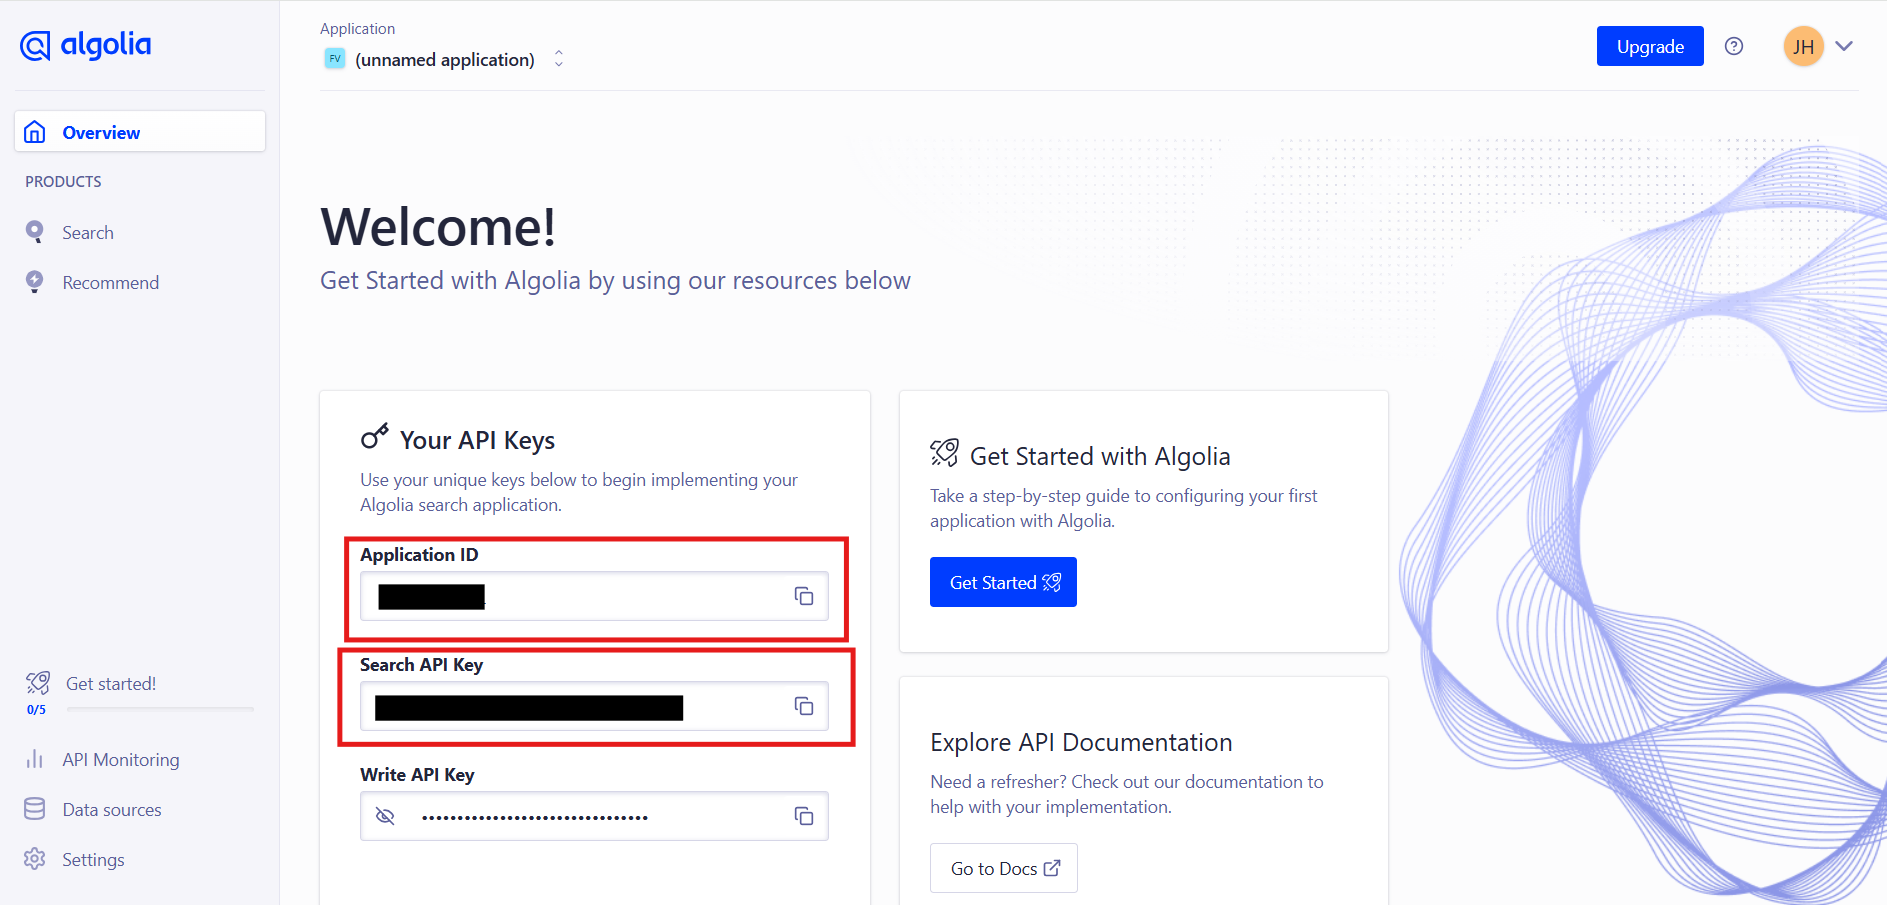 algolia
Overview
PRODUCTS
Search
Recommend
Get started!
0/5
API Monitoring
Data sources
Settings
Application
FV
(unnamed application)
Upgrade
?
JH
Welcome!
Get Started with Algolia by using our resources below
Your API Keys
Use your unique keys below to begin implementing your
Algolia search application.
Application ID
Search API Key
Write API Key
Get Started with Algolia
Take a step-by-step guide to configuring your first
application with Algolia.
Get Started
Explore API Documentation
Need a refresher? Check out our documentation to
help with your implementation.
Go to Docs